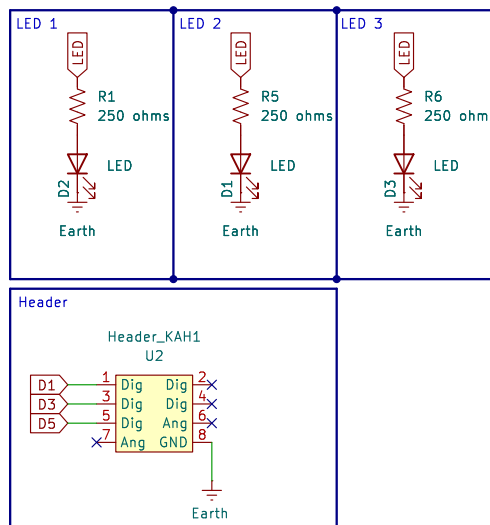 LED 1
LED
R1
250 ohms
LED
D2
Earth
LED 2
LED
R5
250 ohms
LED
D1
Earth
LED 3
LED
R6
250 ohms
LED
D3
Earth
Header
Header_KAH1
U2
D1 1 Dig Dig 2
D3 3 Dig Dig 4
D5 5 Dig Ang 6
7 Ang GND 8
Earth